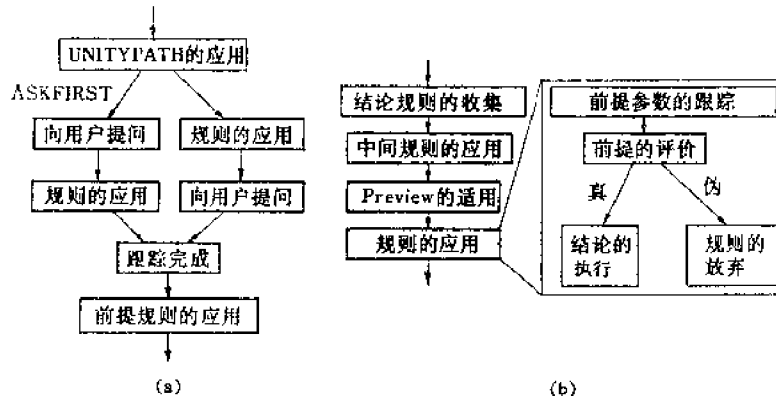 UNITYPATH的应用
ASKFIRST
向用户提问
规则的应用
规则的应用
向用户提问
跟踪完成
前提规则的应用
(a)
结论规则的收集
中间规则的应用
Preview的适用
规则的应用
前提参数的跟踪
前提的评价
真
伪
结论的
执行
规则的
放弃
(b)